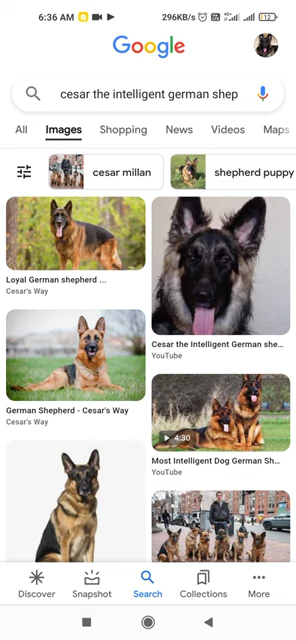 6:36 AM
296KB/s
4G+
12
Google
cesar the intelligent german shep
All
Images
Shopping
News
Videos
Maps
cesar millan
shepherd puppy
Loyal German shepherd ...
Cesar's Way
Cesar the Intelligent German she...
YouTube
German Shepherd - Cesar's Way
Cesar's Way
4:30
Most Intelligent Dog German Sh...
YouTube
Discover
Snapshot
Search
Collections
More